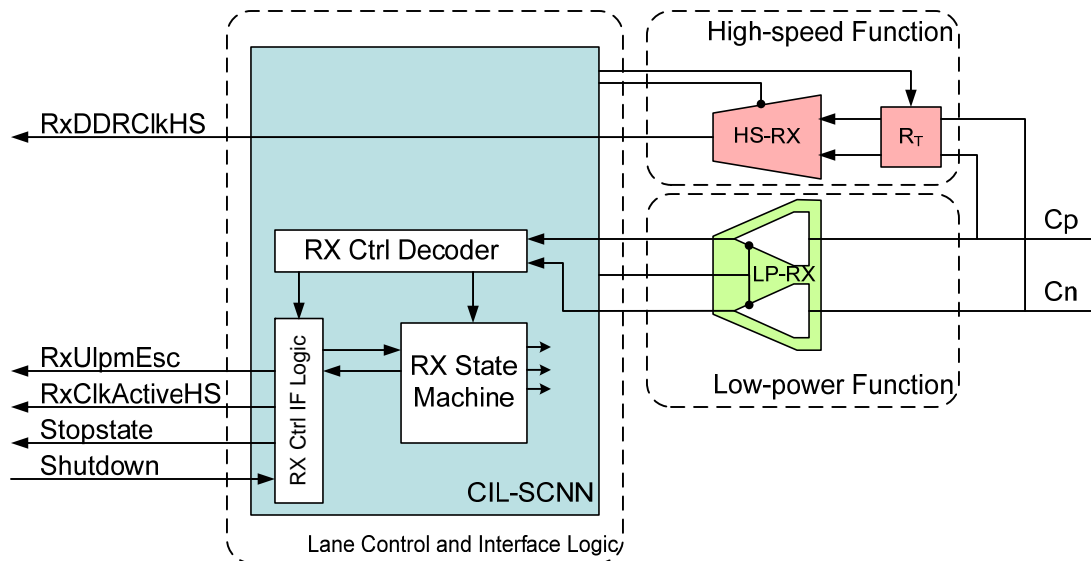 High-speed Function
RxDDRClkHS
HS-RX
RT
Cp
RX Ctrl Decoder
LP-RX
Cn
RxUlpmEsc
RxClkActiveHS
Stopstate
Shutdown
RX Ctrl IF Logic
RX State
Machine
Low-power Function
CIL-SCNN
Lane Control and Interface Logic